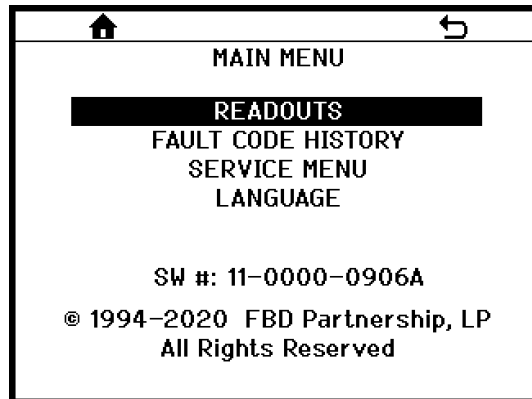 MAIN MENU
READOUTS
FAULT CODE HISTORY
SERVICE MENU
LANGUAGE
SW #: 11-0000-0906A
© 1994-2020 FBD Partnership, LP
All Rights Reserved